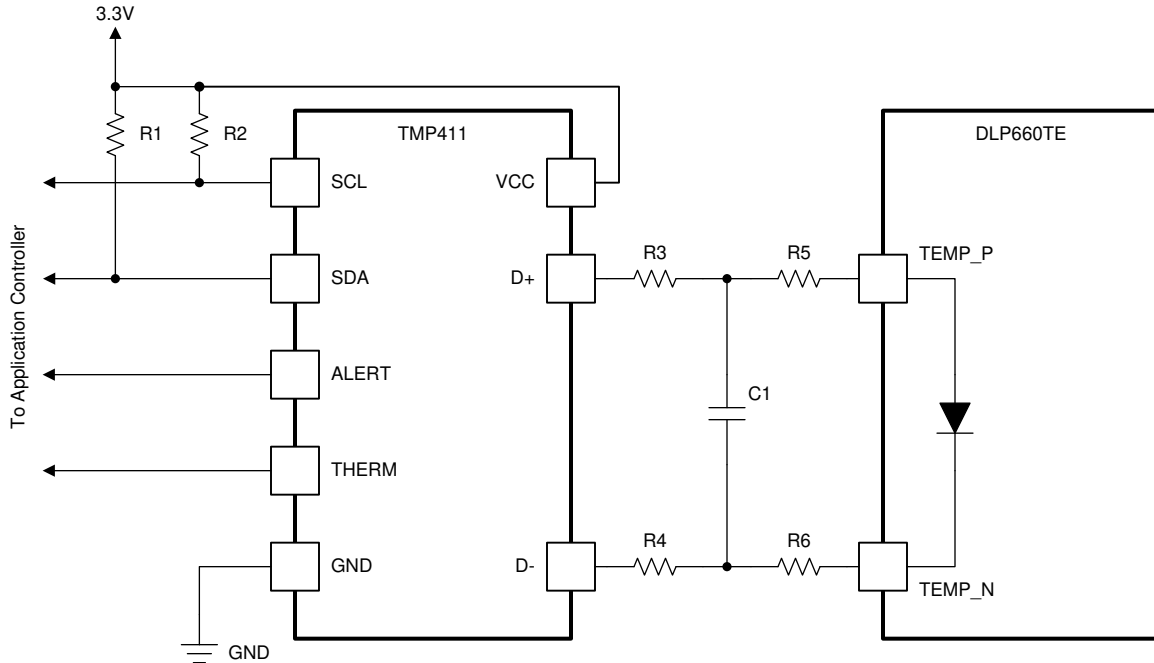 3.3V
R1
R2
TMP411
DLP660TE
SCL
VCC
SDA
D+
R3
R5
TEMP_P
To Application Controller
ALERT
C1
THERM
GND
D-
R4
R6
TEMP_N
GND